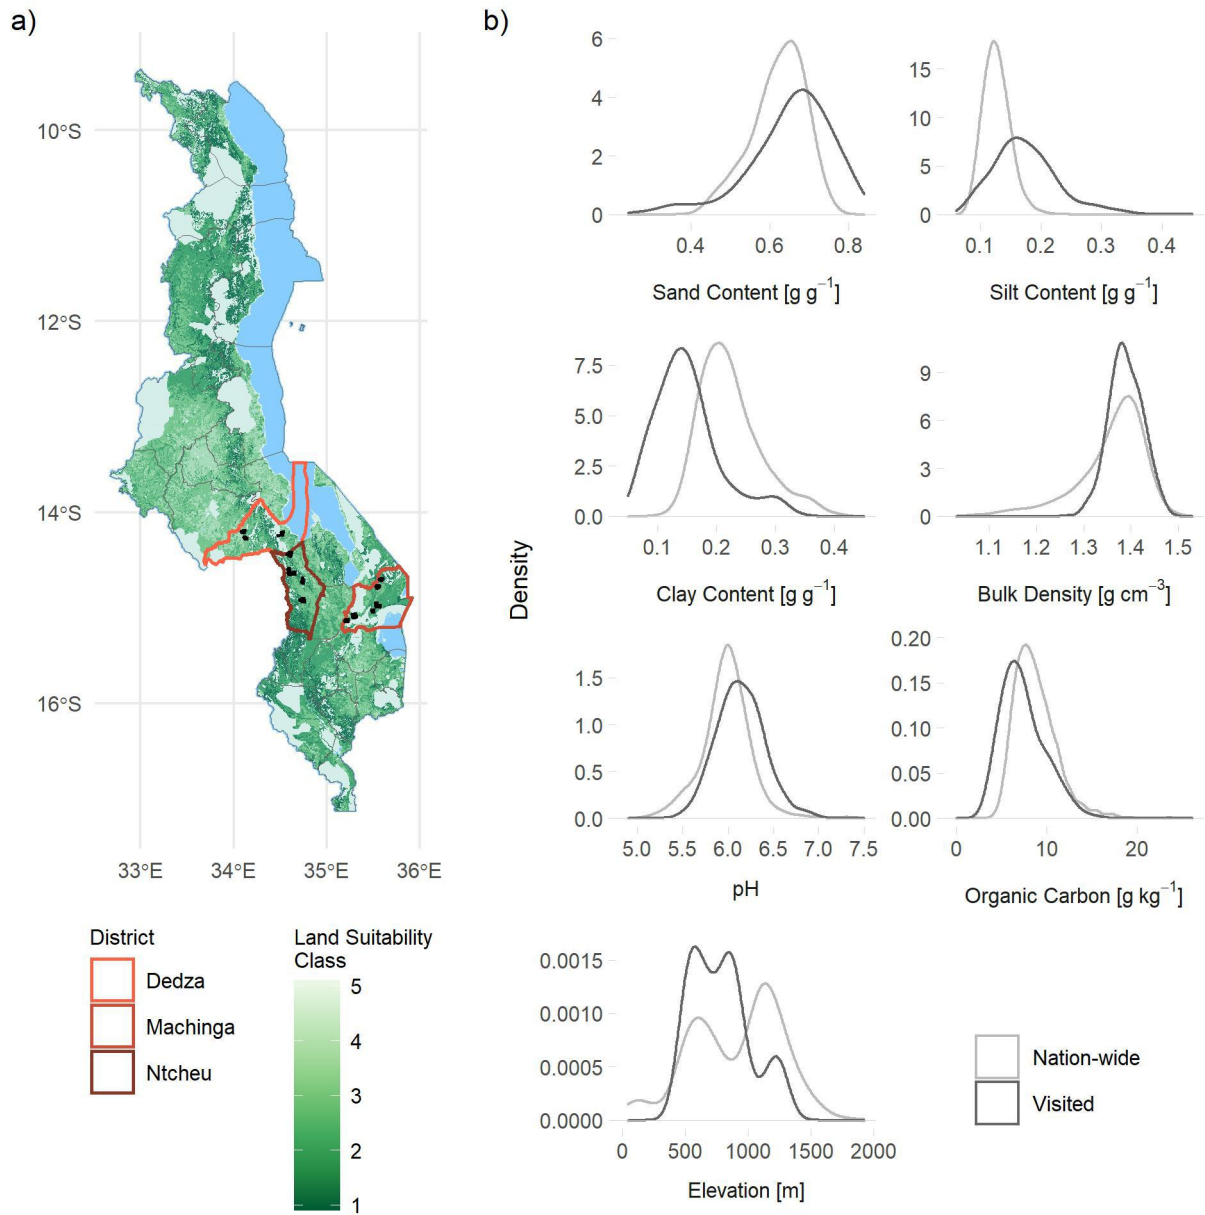 a)
10°S
12°S
14°S
16°S
33°E 34°E 35°E 36°E
District
Dedza
Machinga
Ntcheu
Land Suitability
Class
5
4
3
2
1
b)
Density
6
4
2
0
0.4 0.6 0.8
Sand Content [g g⁻¹]
15
10
5
0
0.1 0.2 0.3 0.4
Silt Content [g g⁻¹]
7.5
5.0
2.5
0.0
0.1 0.2 0.3 0.4
Clay Content [g g⁻¹]
9
6
3
0
1.1 1.2 1.3 1.4 1.5
Bulk Density [g cm⁻³]
1.5
1.0
0.5
0.0
5.0 5.5 6.0 6.5 7.0 7.5
pH
0.20
0.15
0.10
0.05
0.00
0 10 20
Organic Carbon [g kg⁻¹]
0.0015
0.0010
0.0005
0.0000
0 500 1000 1500 2000
Elevation [m]
Nation-wide
Visited